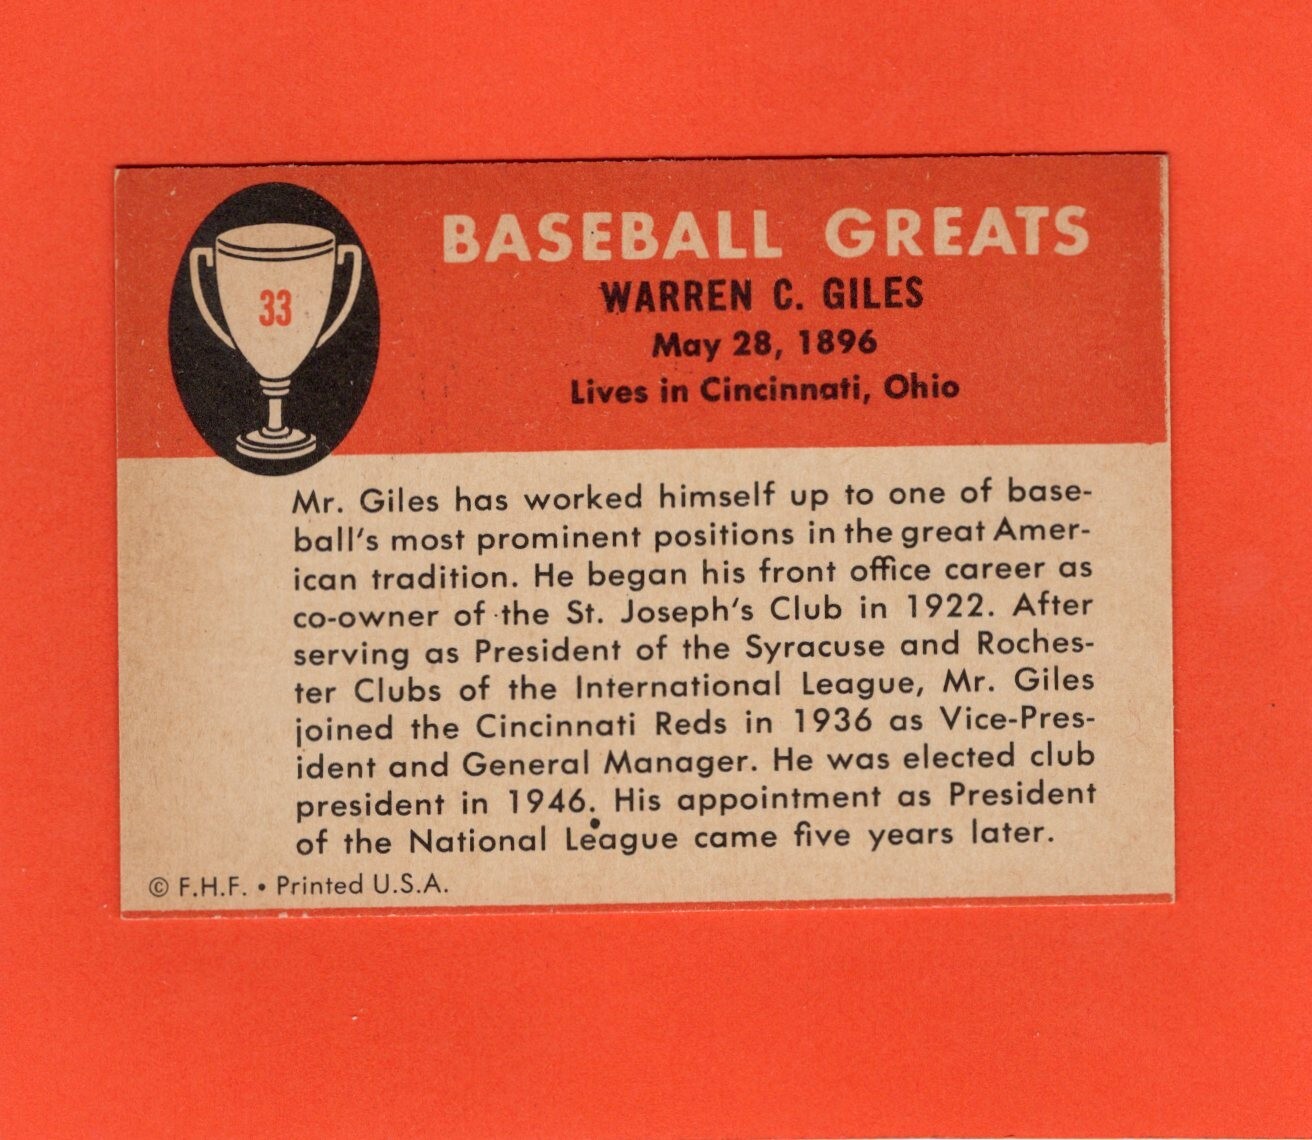 BASEBALL GREATS
33
WARREN C. GILES
May 28, 1896
Lives in Cincinnati, Ohio
Mr. Giles has worked himself up to one of base-
ball's most prominent positions in the great Amer-
ican tradition. He began his front office career as
co-owner of the St. Joseph's Club in 1922. After
serving as President of the Syracuse and Roches-
ter Clubs of the International League, Mr. Giles
joined the Cincinnati Reds in 1936 as Vice-Pres-
ident and General Manager. He was elected club
president in 1946. His appointment as President
of the National League came five years later.
© F.H.F. • Printed U.S.A.